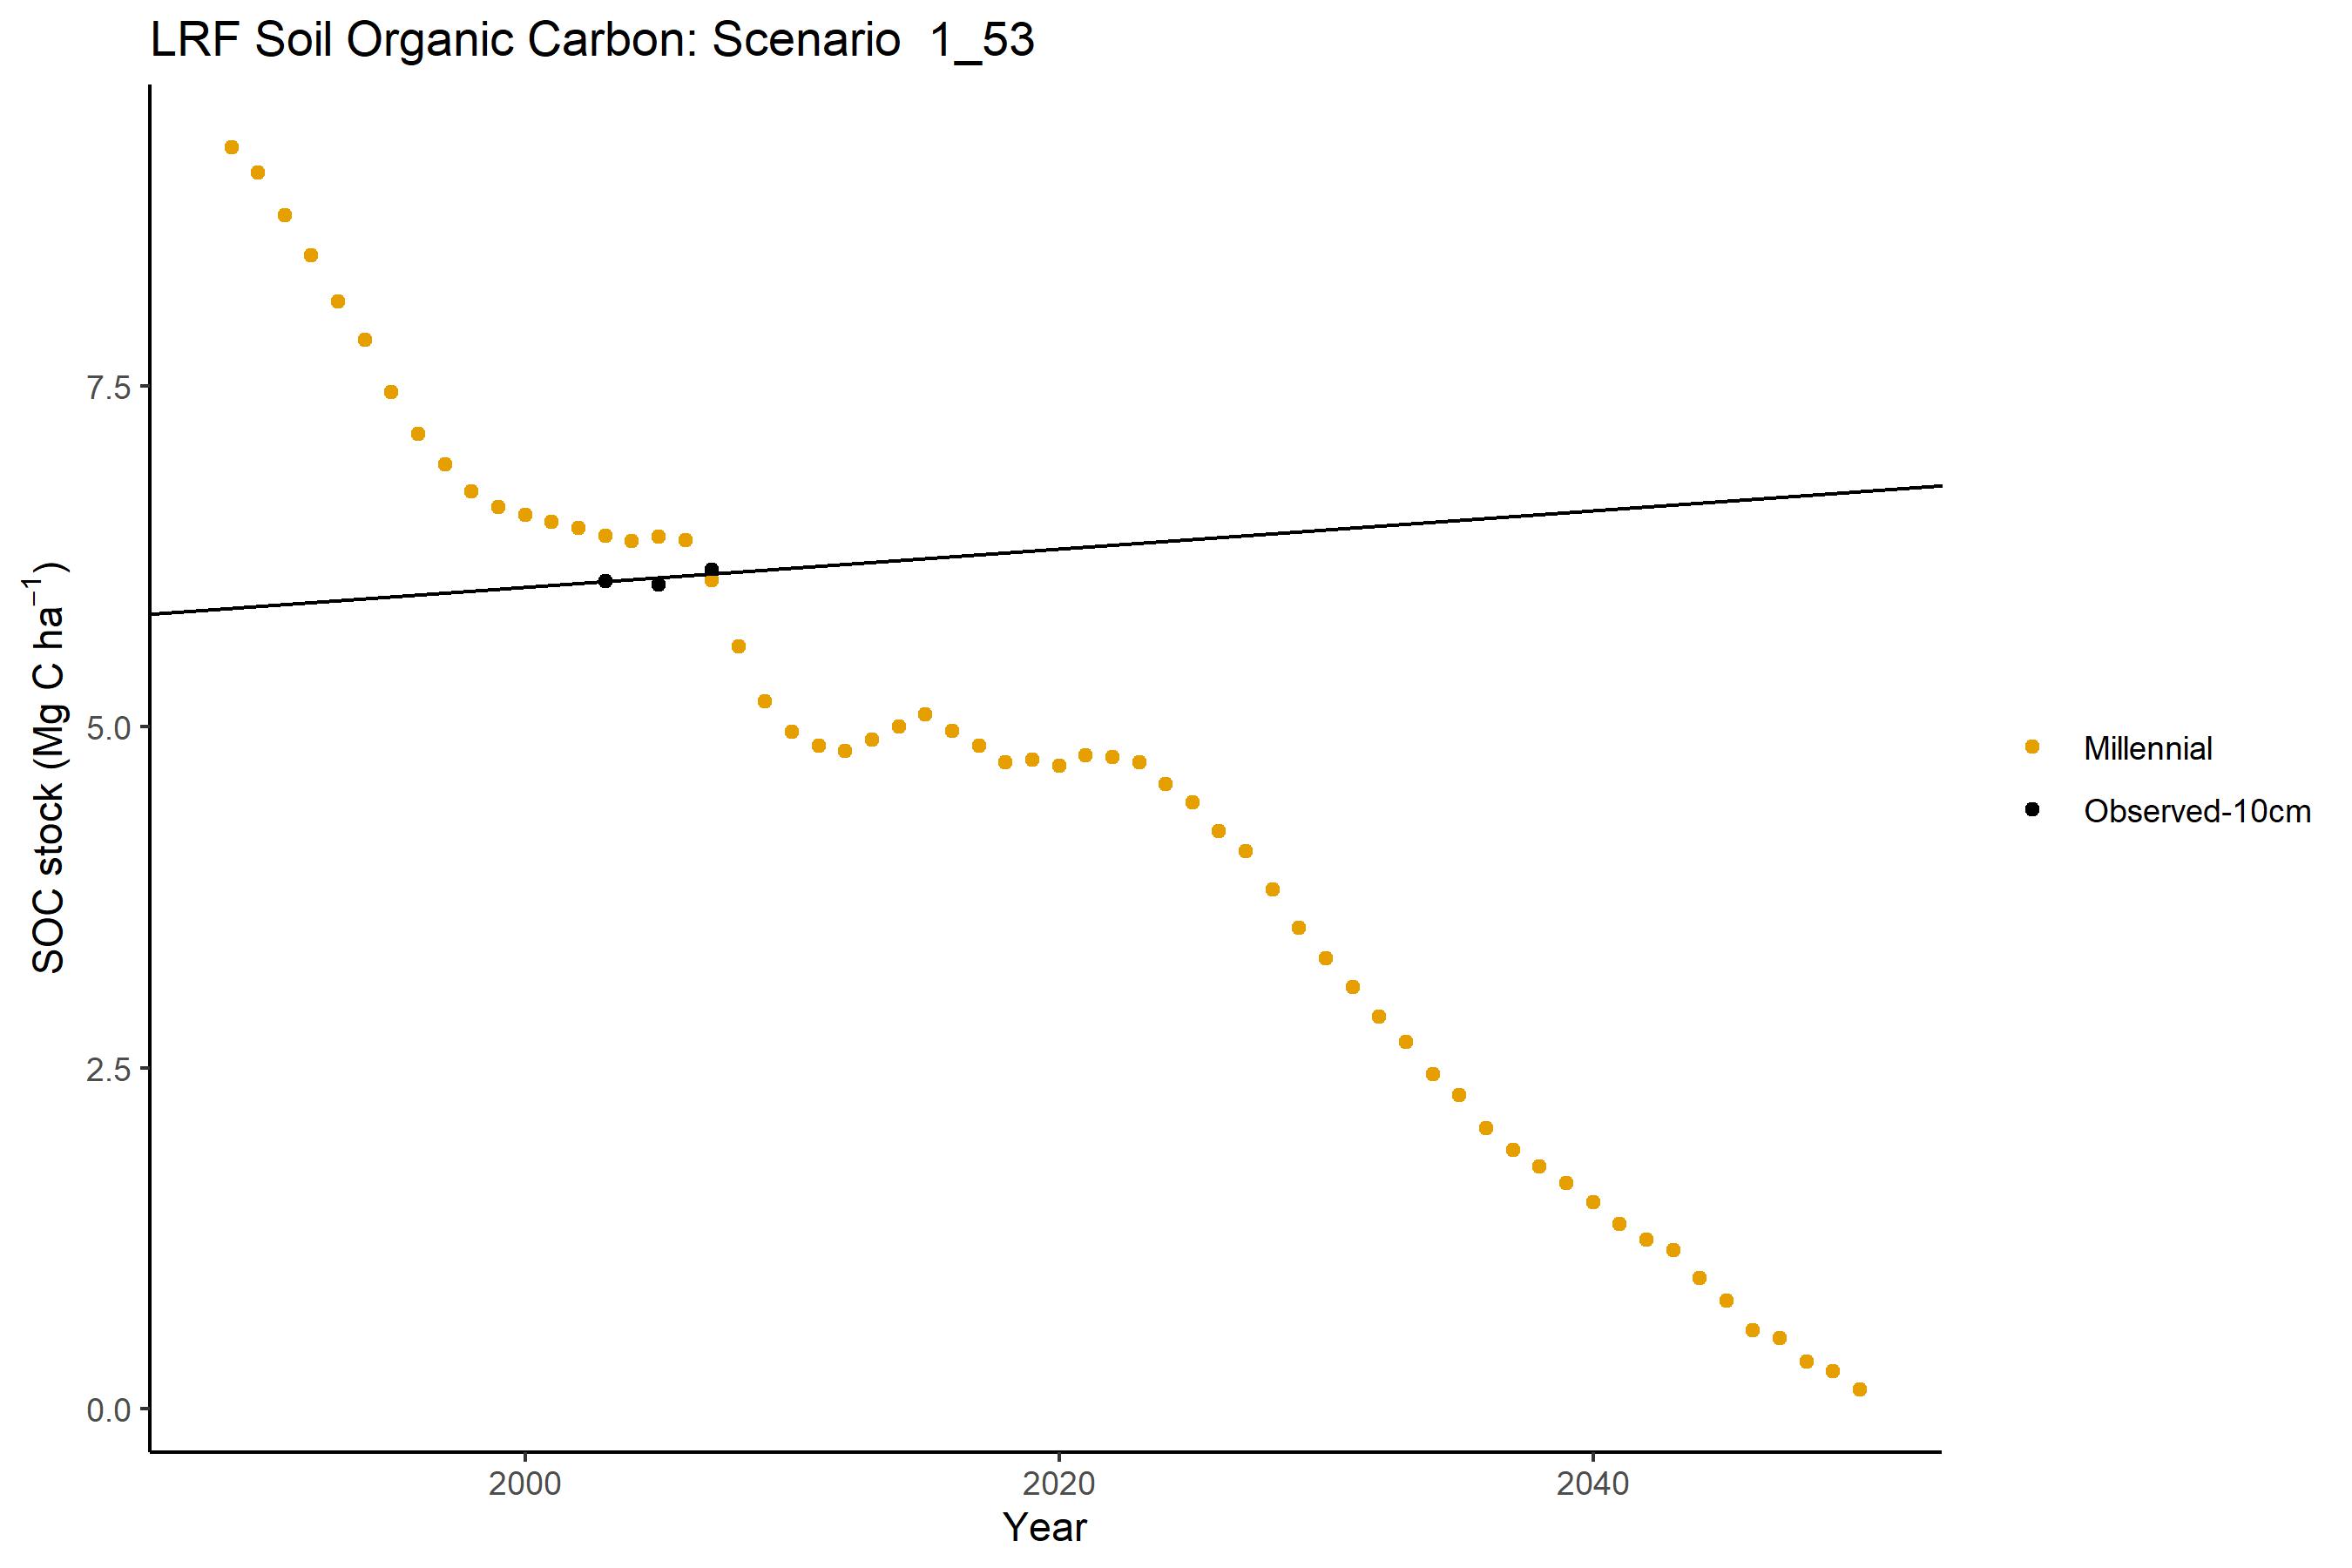 LRF Soil Organic Carbon: Scenario  1_53
SOC stock (Mg C ha⁻¹)
7.5
5.0
2.5
0.0
2000
2020
2040
Year
Millennial
Observed-10cm